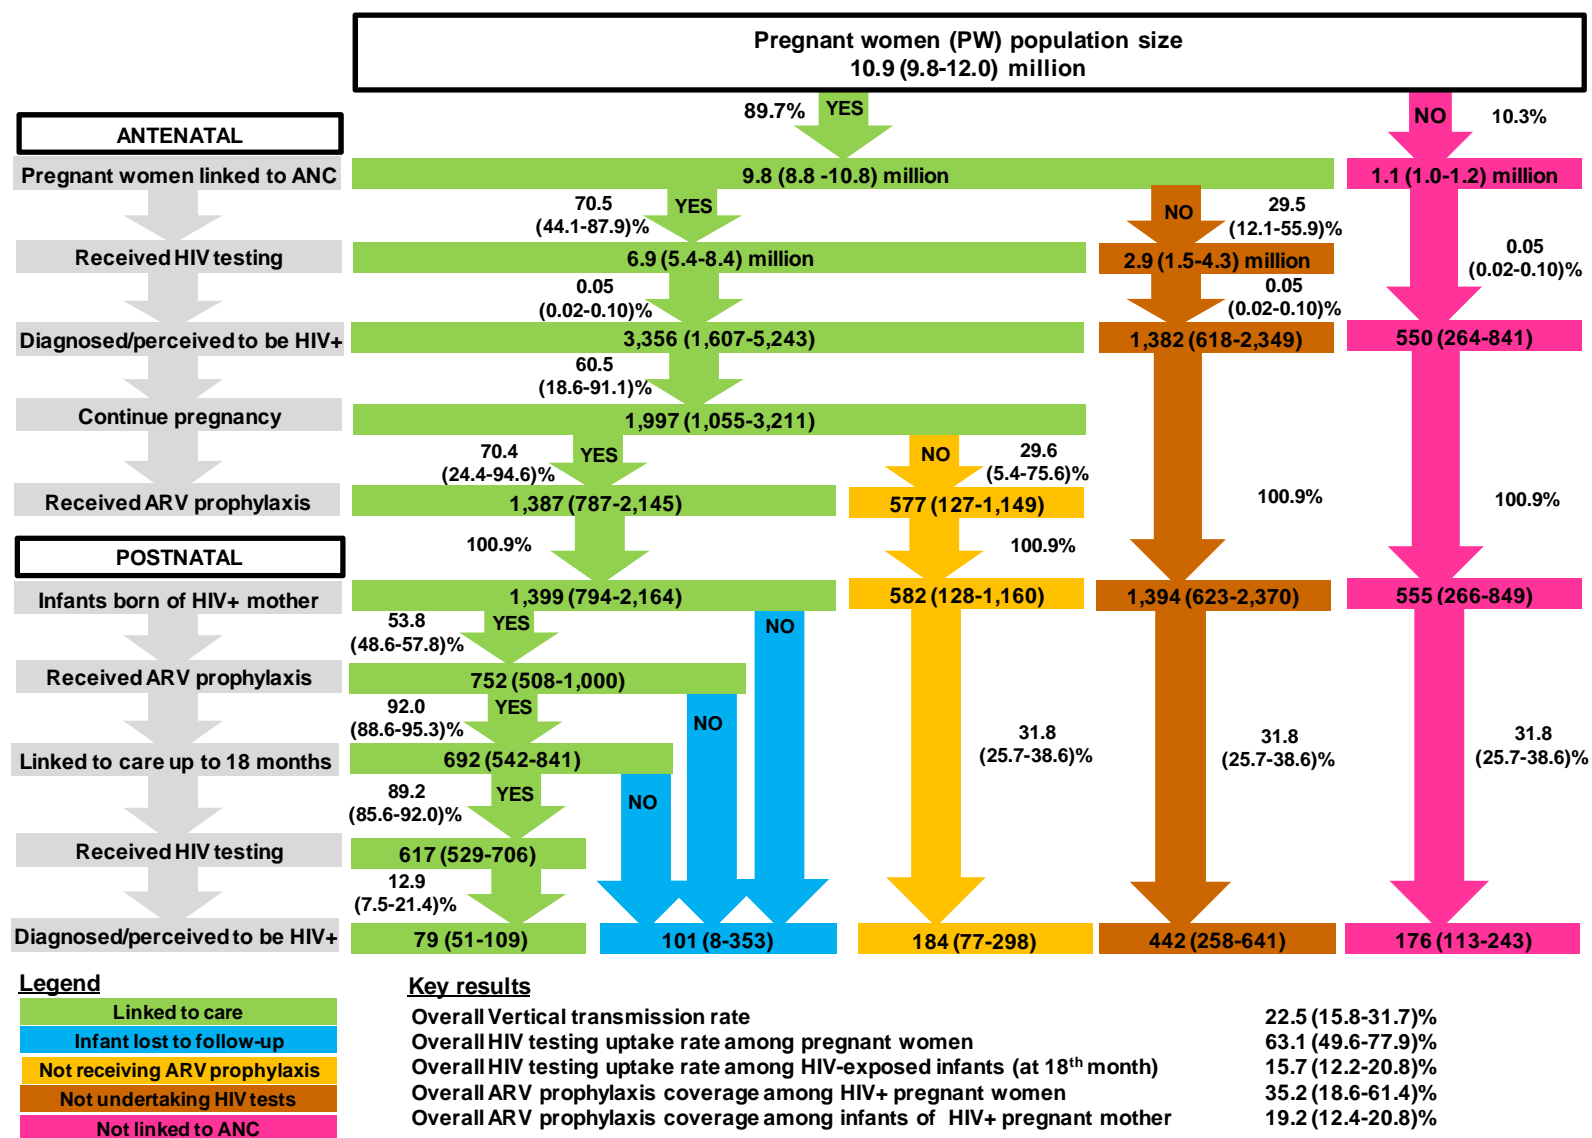 Pregnant women (PW) population size
10.9 (9.8-12.0) million
89.7%
YES
NO
10.3%
ANTENATAL
Pregnant women linked to ANC
9.8 (8.8 -10.8) million
1.1 (1.0-1.2) million
70.5
(44.1-87.9)%
YES
NO
29.5
(12.1-55.9)%
Received HIV testing
6.9 (5.4-8.4) million
2.9 (1.5-4.3) million
0.05
(0.02-0.10)%
0.05
(0.02-0.10)%
0.05
(0.02-0.10)%
Diagnosed/perceived to be HIV+
3,356 (1,607-5,243)
1,382 (618-2,349)
550 (264-841)
60.5
(18.6-91.1)%
Continue pregnancy
1,997 (1,055-3,211)
70.4
(24.4-94.6)%
YES
NO
29.6
(5.4-75.6)%
Received ARV prophylaxis
1,387 (787-2,145)
577 (127-1,149)
100.9%
100.9%
100.9%
100.9%
POSTNATAL
Infants born of HIV+ mother
1,399 (794-2,164)
582 (128-1,160)
1,394 (623-2,370)
555 (266-849)
53.8
(48.6-57.8)%
YES
NO
Received ARV prophylaxis
752 (508-1,000)
92.0
(88.6-95.3)%
YES
NO
31.8
(25.7-38.6)%
31.8
(25.7-38.6)%
31.8
(25.7-38.6)%
Linked to care up to 18 months
692 (542-841)
89.2
(85.6-92.0)%
YES
NO
Received HIV testing
617 (529-706)
12.9
(7.5-21.4)%
Diagnosed/perceived to be HIV+
79 (51-109)
101 (8-353)
184 (77-298)
442 (258-641)
176 (113-243)
Legend
Linked to care
Infant lost to follow-up
Not receiving ARV prophylaxis
Not undertaking HIV tests
Not linked to ANC
Key results
Overall Vertical transmission rate 22.5 (15.8-31.7)%
Overall HIV testing uptake rate among pregnant women 63.1 (49.6-77.9)%
Overall HIV testing uptake rate among HIV-exposed infants (at 18th month) 15.7 (12.2-20.8)%
Overall ARV prophylaxis coverage among HIV+ pregnant women 35.2 (18.6-61.4)%
Overall ARV prophylaxis coverage among infants of HIV+ pregnant mother 19.2 (12.4-20.8)%